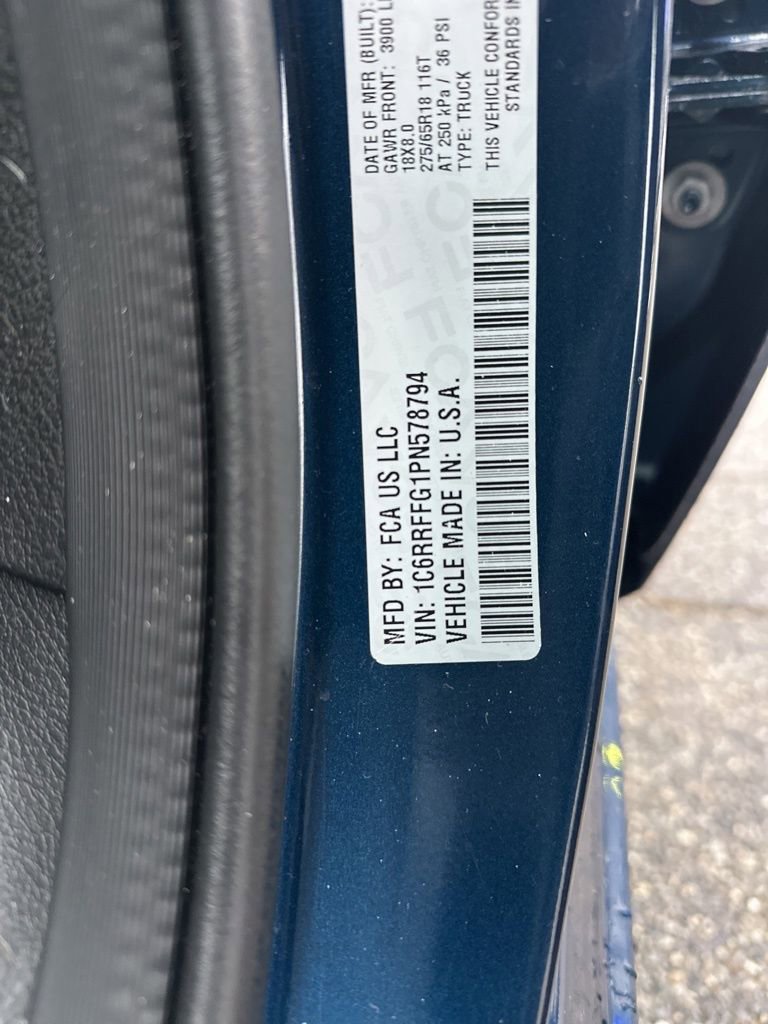 MFD BY: FCA US LLC
VIN: 1C6RRFFG1PN578794
VEHICLE MADE IN: U.S.A.
DATE OF MFR (BUILT):
GAWR FRONT: 3900
18X8.0
275/65R18 116T
AT 250 kPa / 36 PSI
TYPE: TRUCK
THIS VEHICLE
STANDARDS